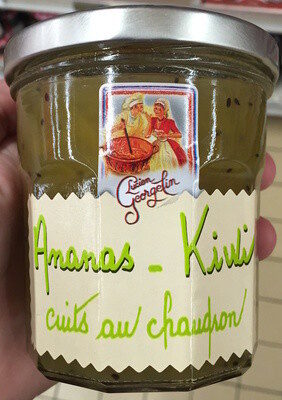 Lucien
Georgelin
Ananas - Kiwi
cuits au chaudron